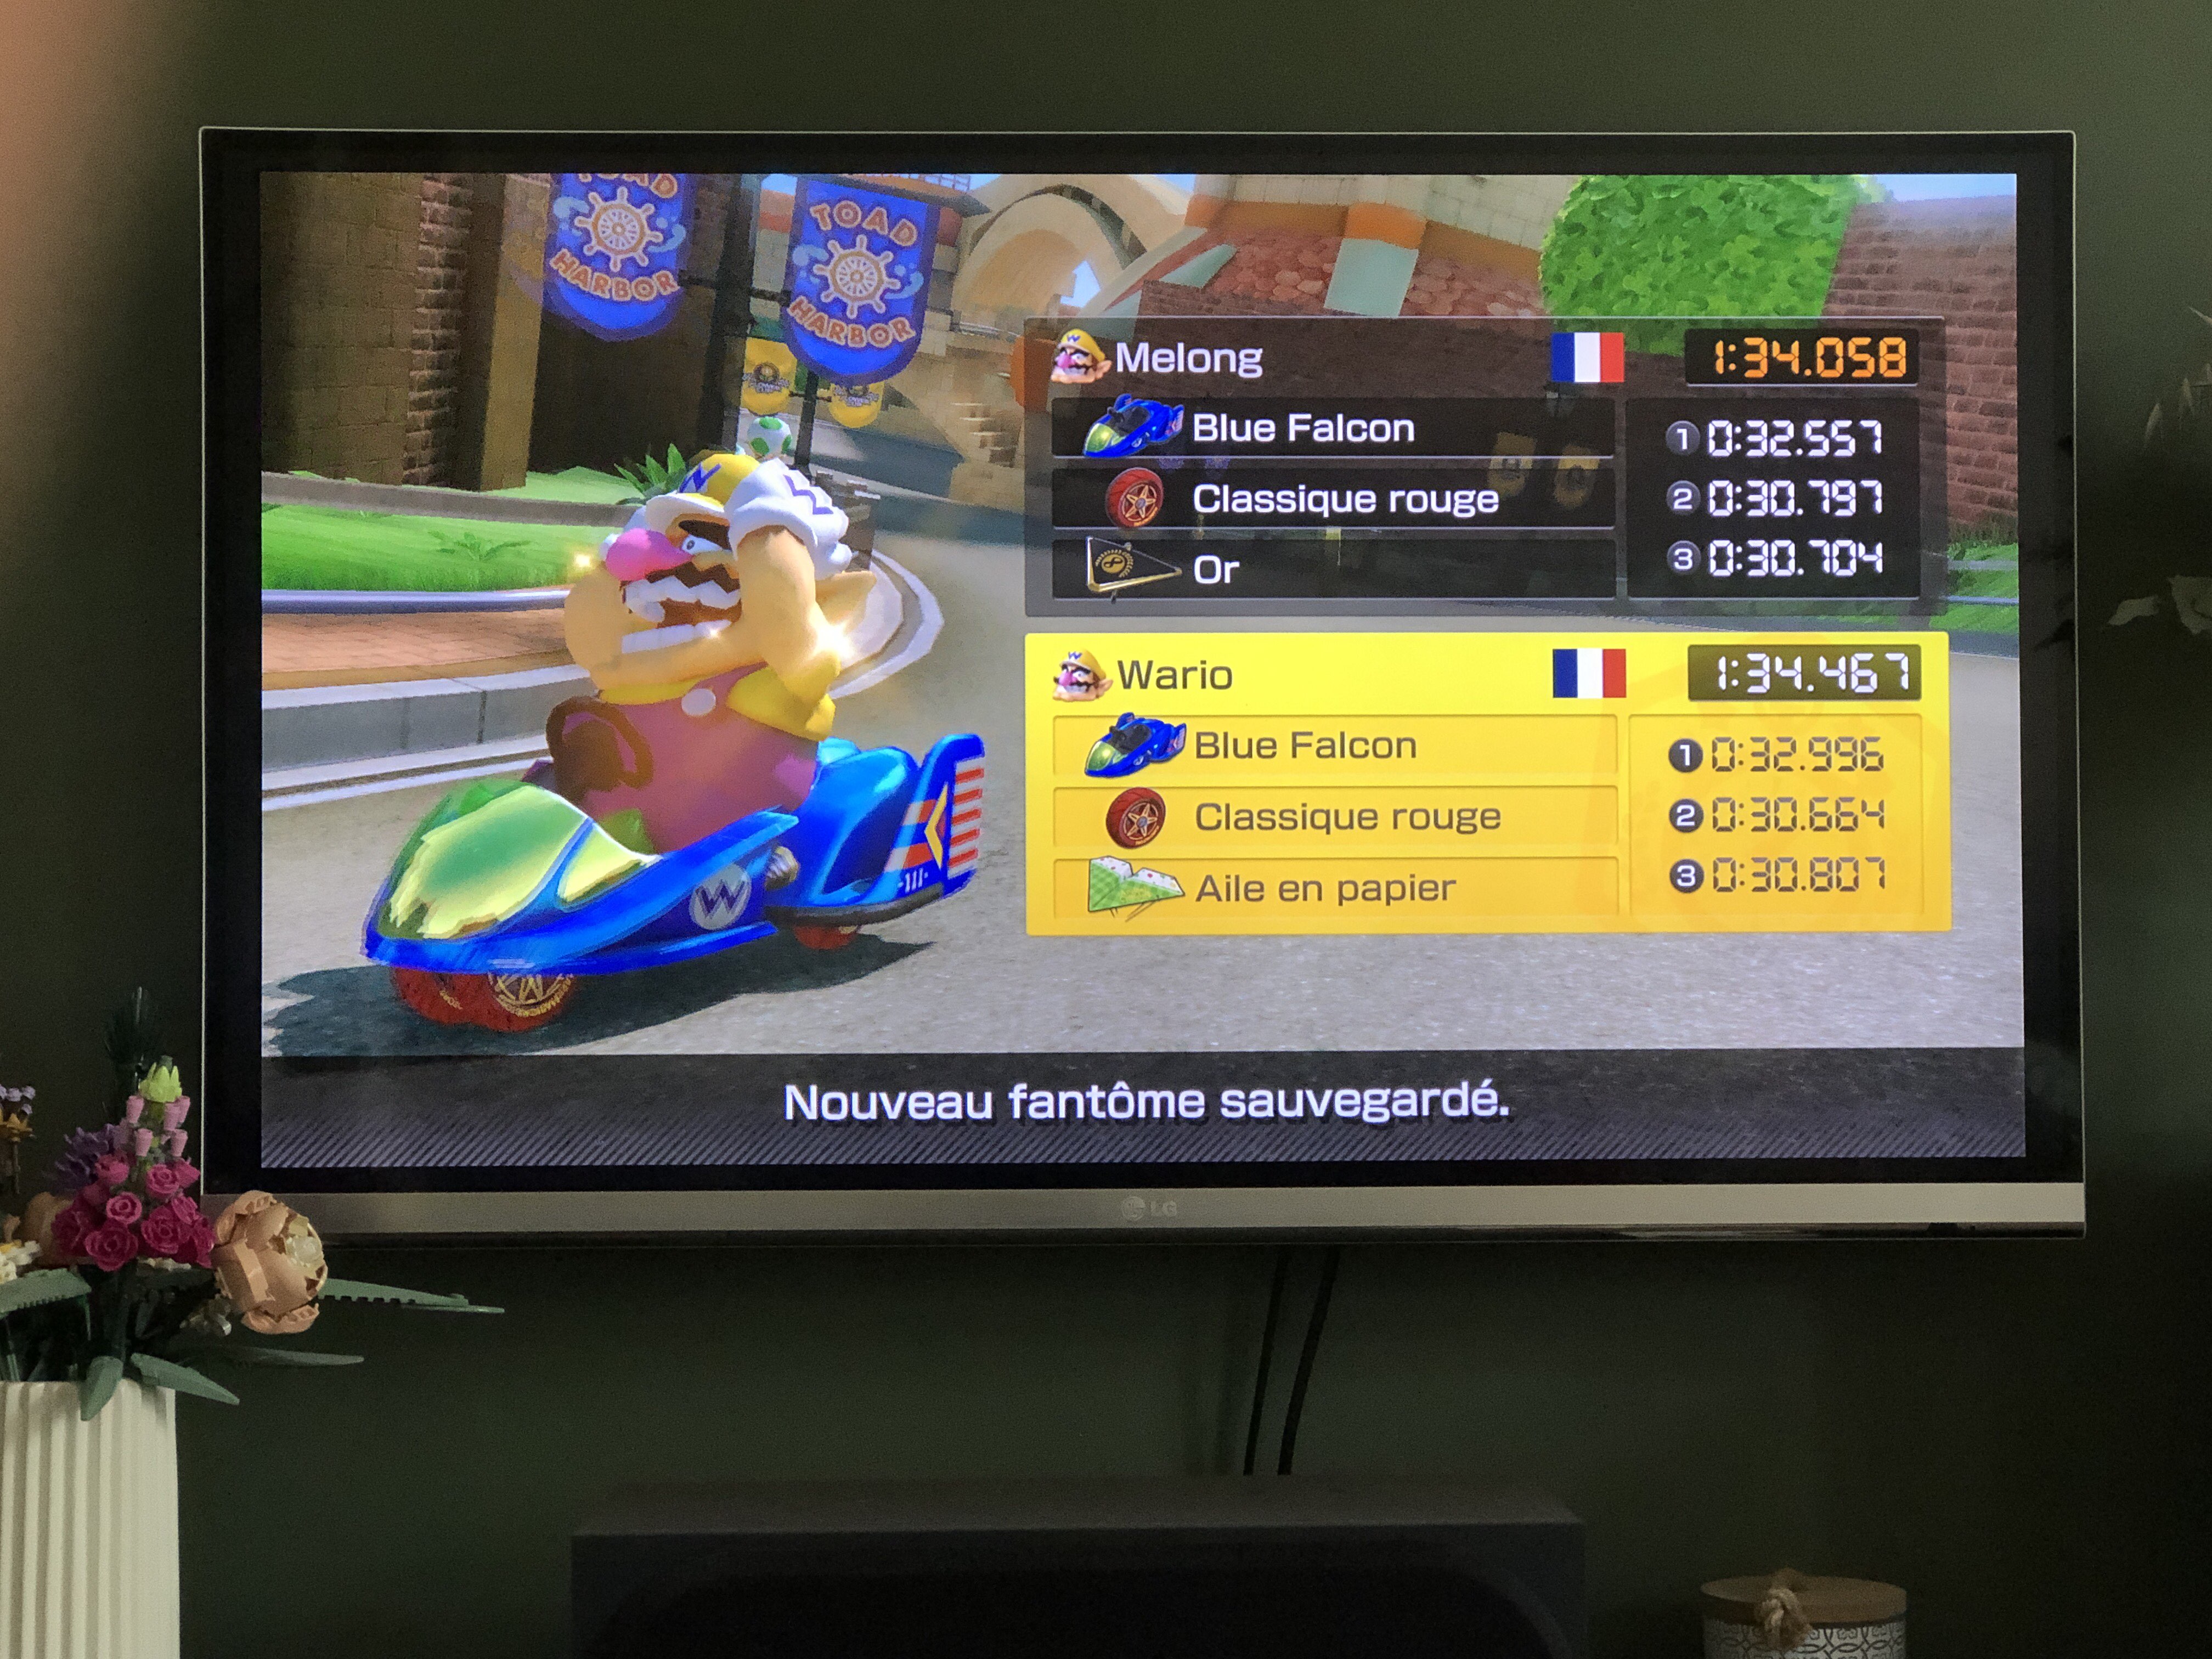 TOAD
HARBOR
TOAD
HARBOR
Melong 1:34.058
Blue Falcon
Classique rouge
Or
1 0:32.557
2 0:30.797
3 0:30.704
Wario 1:34.467
Blue Falcon
Classique rouge
Aile en papier
1 0:32.996
2 0:30.664
3 0:30.807
W
Nouveau fantôme sauvegardé.
LG